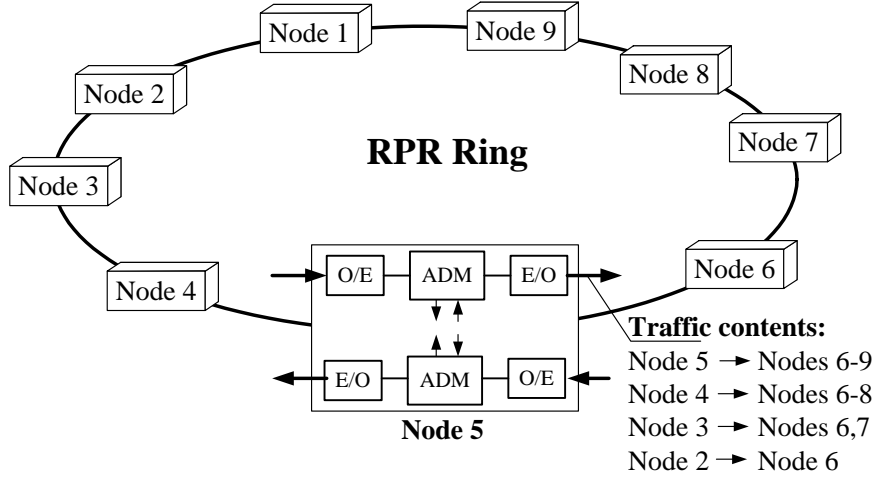 Node 1
Node 9
Node 2
Node 8
Node 7
RPR Ring
Node 3
Node 6
Node 4
O/E
ADM
E/O
Traffic contents:
Node 5 → Nodes 6-9
E/O
ADM
O/E
Node 4 → Nodes 6-8
Node 5
Node 3 → Nodes 6,7
Node 2 → Node 6